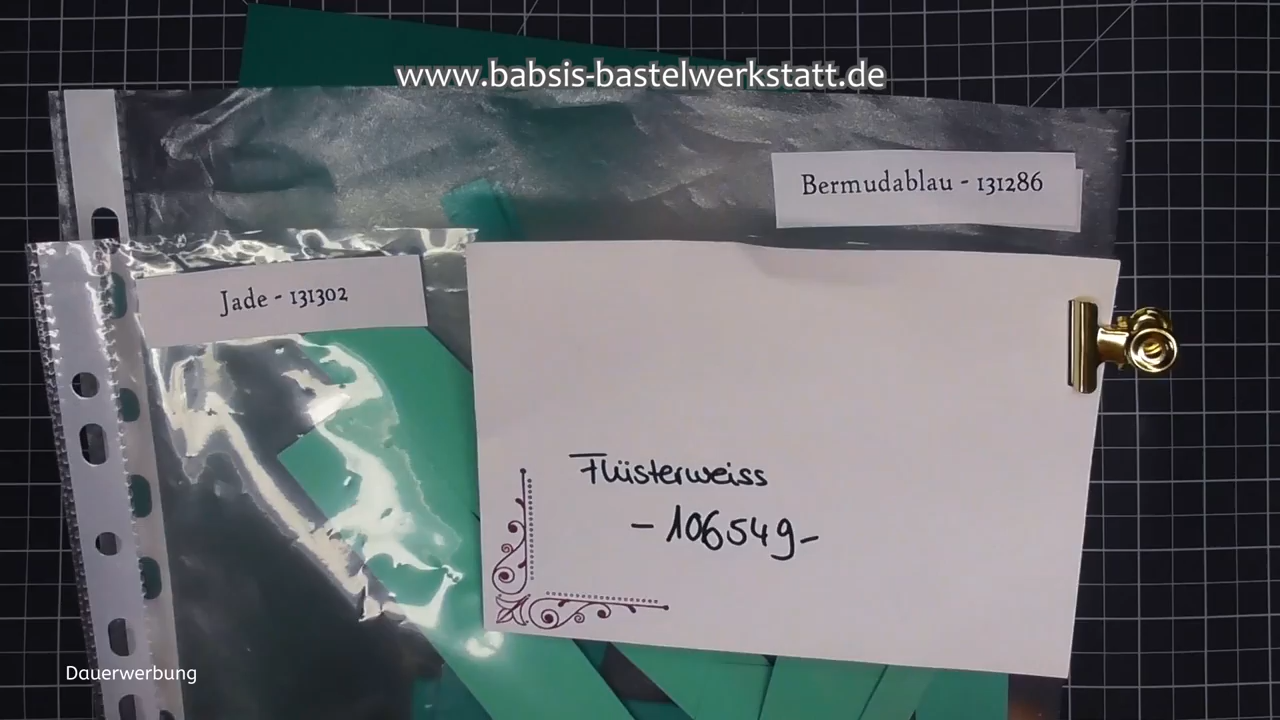 www.babsis-bastelwerkstatt.de
Bermudablau - 131286
Jade - 131302
Flüsterweiss
- 106549 -
Dauerwerbung